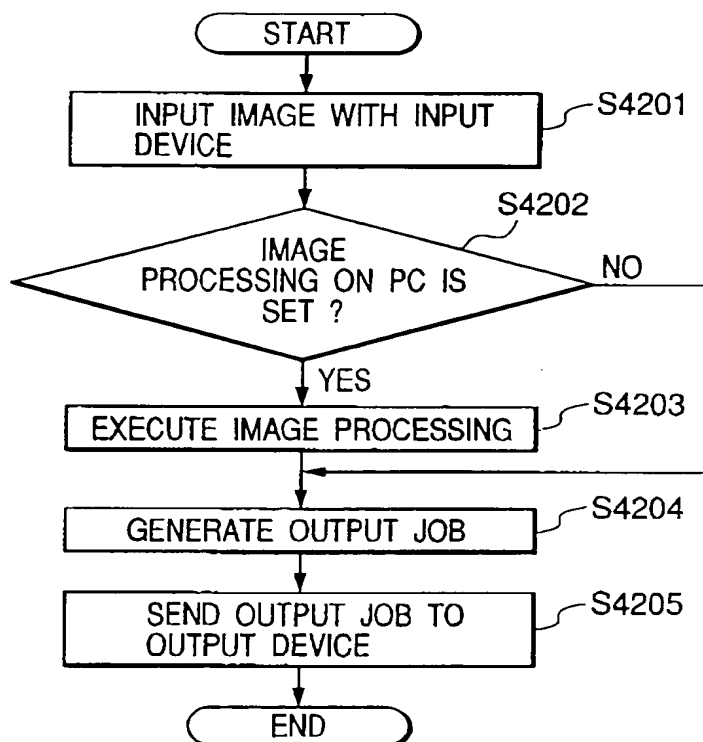 START
INPUT IMAGE WITH INPUT
DEVICE
S4201
S4202
IMAGE
PROCESSING ON PC IS
SET ?
NO
YES
S4203
EXECUTE IMAGE PROCESSING
S4204
GENERATE OUTPUT JOB
S4205
SEND OUTPUT JOB TO
OUTPUT DEVICE
END